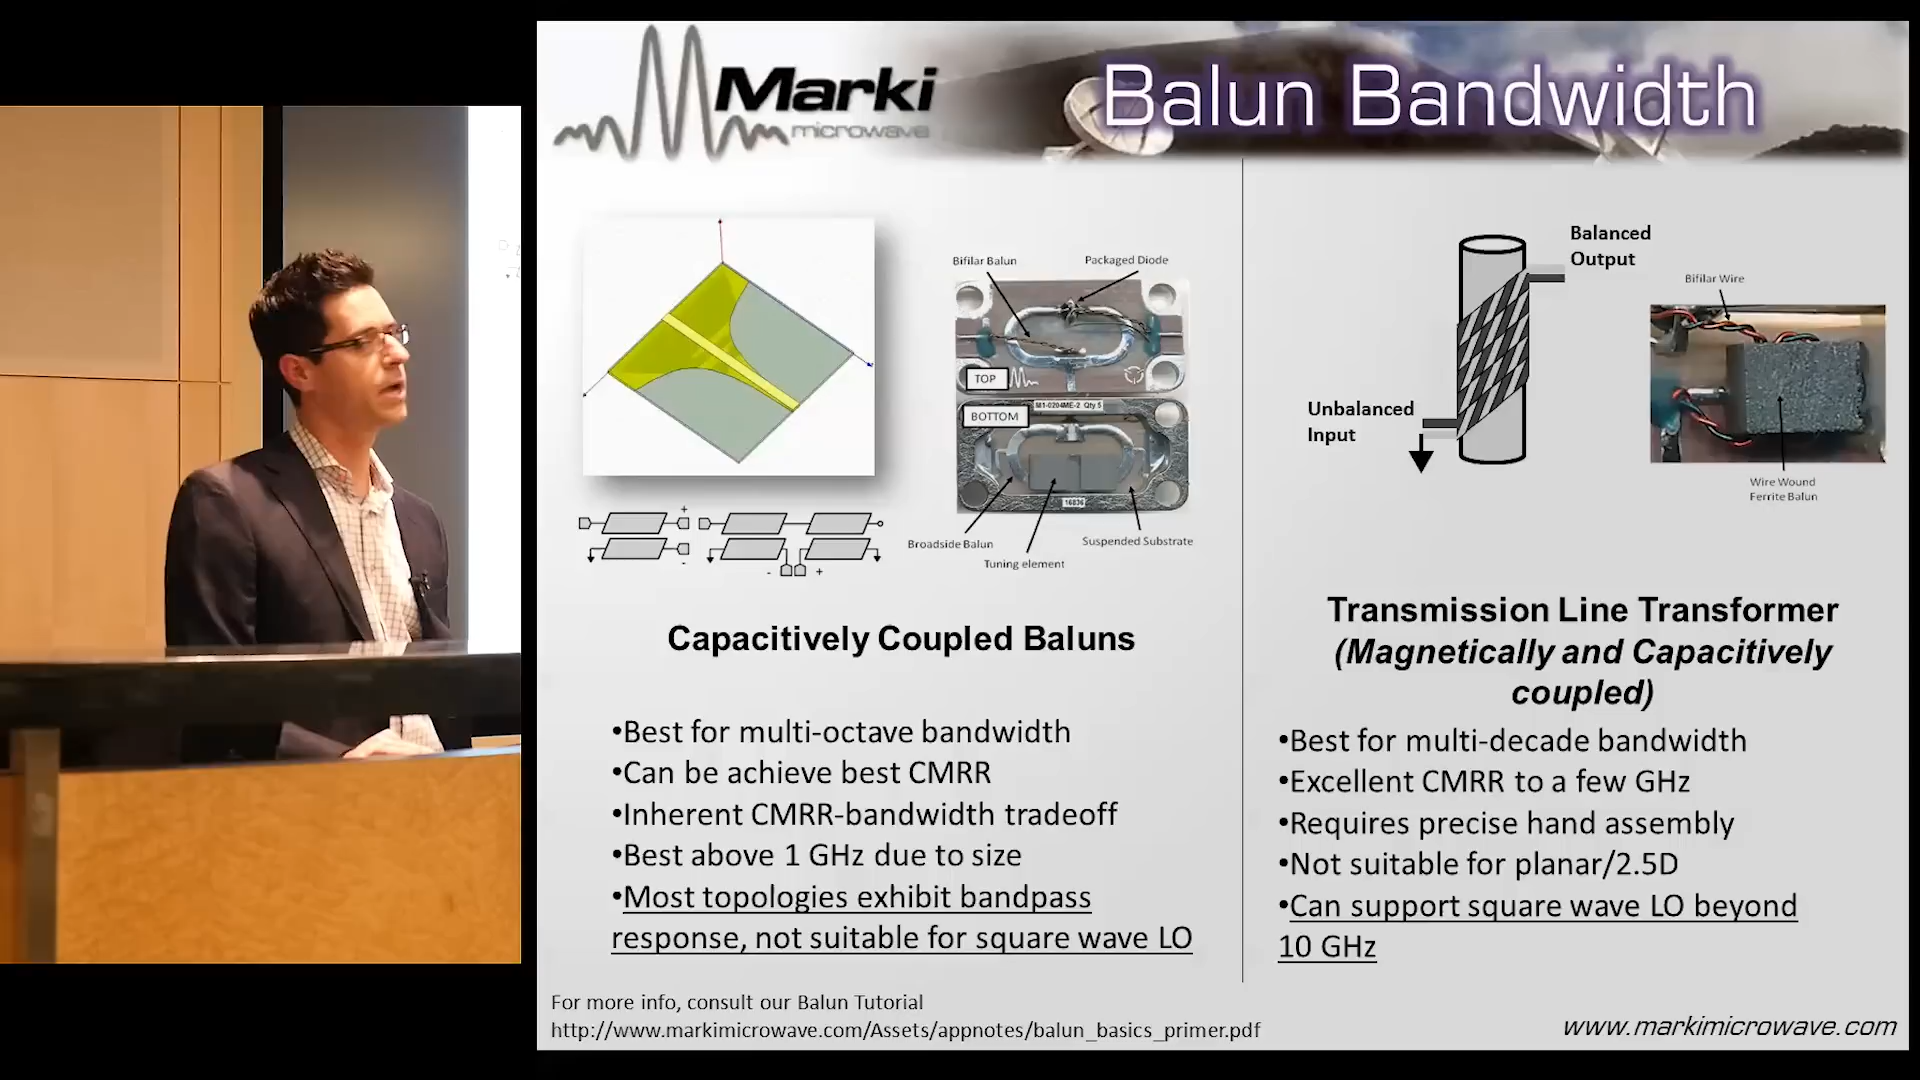 Marki
microwave
Balun Bandwidth
Bifilar Balun
Packaged Diode
TOP
BOTTOM
M1-0204ME-2 Qty 5
16836
Broadside Balun
Tuning element
Suspended Substrate
+
-
- +
Capacitively Coupled Baluns
•Best for multi-octave bandwidth
•Can be achieve best CMRR
•Inherent CMRR-bandwidth tradeoff
•Best above 1 GHz due to size
•Most topologies exhibit bandpass
response, not suitable for square wave LO
Balanced
Output
Unbalanced
Input
Bifilar Wire
Wire Wound
Ferrite Balun
Transmission Line Transformer
(Magnetically and Capacitively
coupled)
•Best for multi-decade bandwidth
•Excellent CMRR to a few GHz
•Requires precise hand assembly
•Not suitable for planar/2.5D
•Can support square wave LO beyond
10 GHz
For more info, consult our Balun Tutorial
http://www.markimicrowave.com/Assets/appnotes/balun_basics_primer.pdf
www.markimicrowave.com